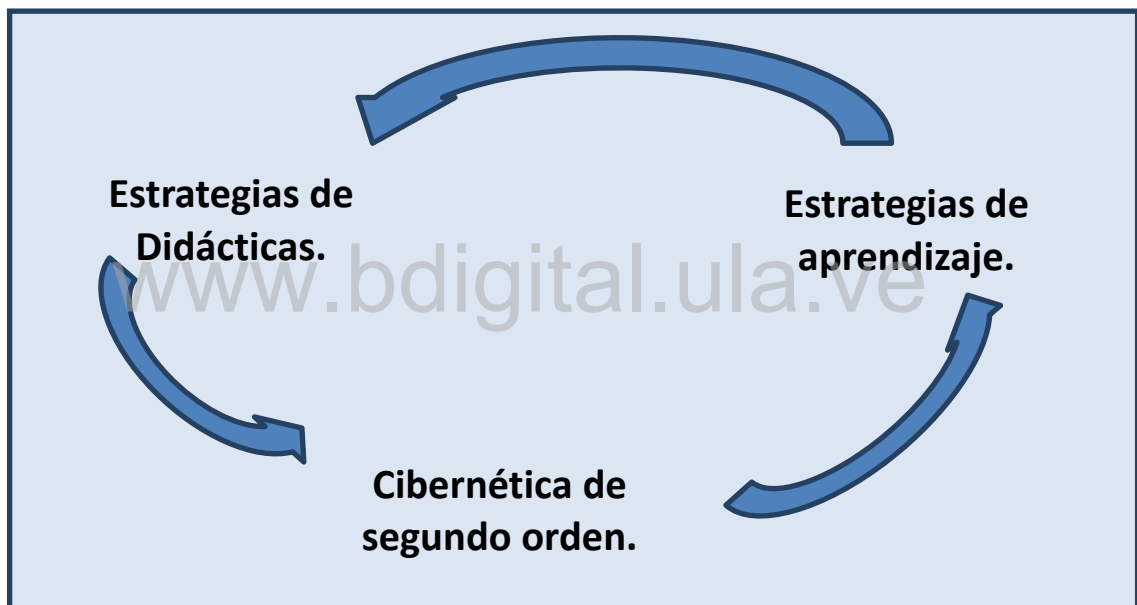 Estrategias de
Didácticas.
Estrategias de
aprendizaje.
www.bdigital.ula.ve
Cibernética de
segundo orden.